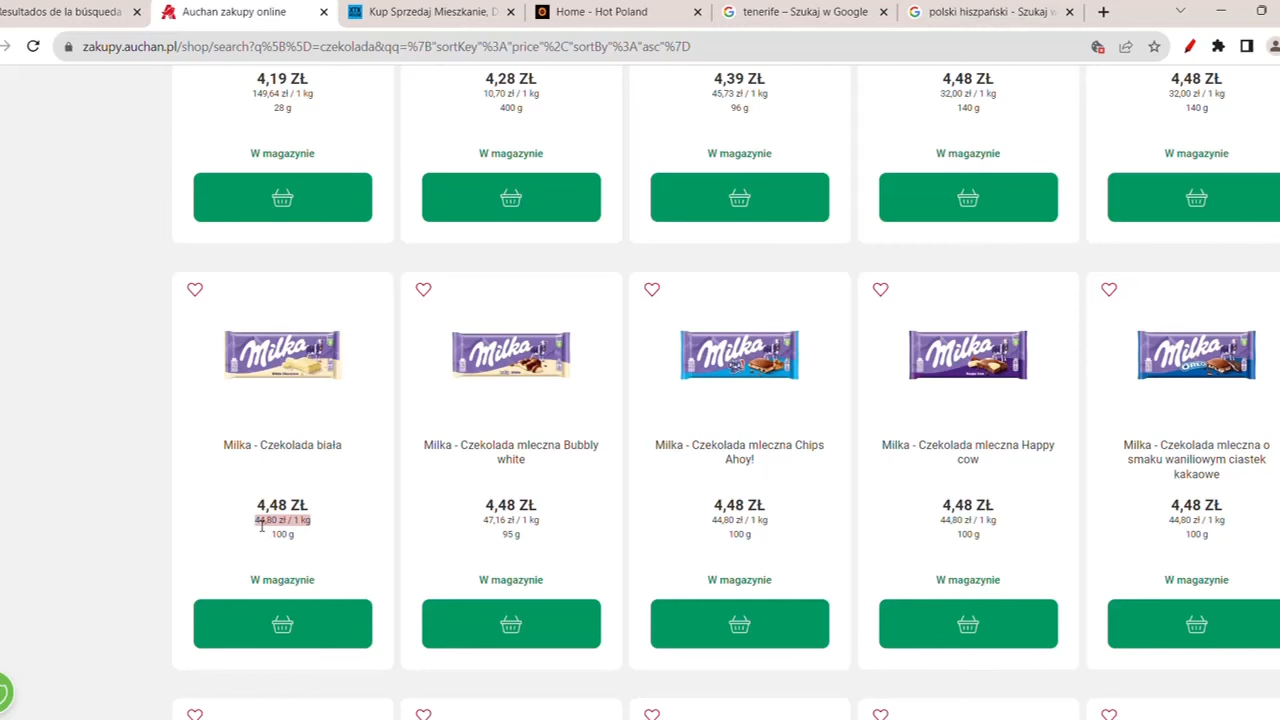 Resultados de la búsqueda
Auchan zakupy online
Kup Sprzedaj Mieszkanie, D
Home - Hot Poland
tenerife – Szukaj w Google
polski hiszpański - Szukaj w
zakupy.auchan.pl/shop/search?q%5B%5D=czekolada&qq=%7B"sortKey"%3A"price"%2C"sortBy"%3A"asc"%7D
4,19 ZŁ
149,64 zł / 1 kg
28 g
4,28 ZŁ
10,70 zł / 1 kg
400 g
4,39 ZŁ
45,73 zł / 1 kg
96 g
4,48 ZŁ
32,00 zł / 1 kg
140 g
4,48 ZŁ
32,00 zł / 1 kg
140 g
W magazynie
W magazynie
W magazynie
W magazynie
W magazynie
Milka
Milka
Milka
Milka
Milka
OREO
Milka - Czekolada biała
4,48 ZŁ
44,80 zł / 1 kg
100 g
Milka - Czekolada mleczna Bubbly
white
4,48 ZŁ
47,16 zł / 1 kg
95 g
Milka - Czekolada mleczna Chips
Ahoy!
4,48 ZŁ
44,80 zł / 1 kg
100 g
Milka - Czekolada mleczna Happy
cow
4,48 ZŁ
44,80 zł / 1 kg
100 g
Milka - Czekolada mleczna o
smaku waniliowym ciastek
kakaowe
4,48 ZŁ
44,80 zł / 1 kg
100 g
W magazynie
W magazynie
W magazynie
W magazynie
W magazynie